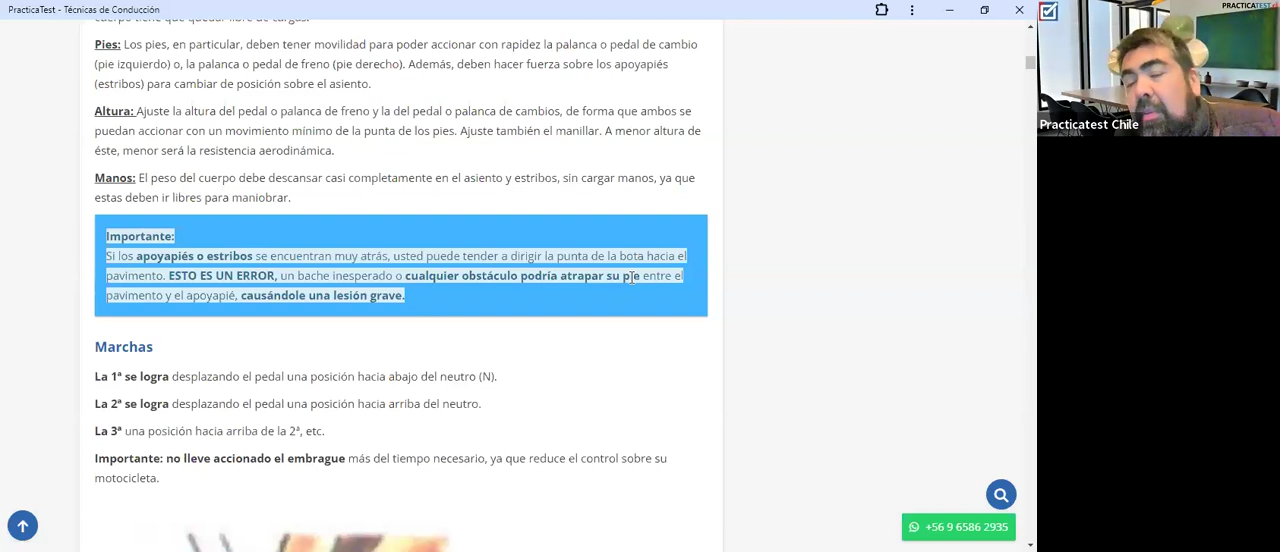 PracticaTest - Técnicas de Conducción
cuerpo tiene que quedar libre de cargas.
Pies: Los pies, en particular, deben tener movilidad para poder accionar con rapidez la palanca o pedal de cambio
(pie izquierdo) o, la palanca o pedal de freno (pie derecho). Además, deben hacer fuerza sobre los apoyapiés
(estribos) para cambiar de posición sobre el asiento.
Altura: Ajuste la altura del pedal o palanca de freno y la del pedal o palanca de cambios, de forma que ambos se
puedan accionar con un movimiento mínimo de la punta de los pies. Ajuste también el manillar. A menor altura de
éste, menor será la resistencia aerodinámica.
Manos: El peso del cuerpo debe descansar casi completamente en el asiento y estribos, sin cargar manos, ya que
estas deben ir libres para maniobrar.
Importante:
Si los apoyapiés o estribos se encuentran muy atrás, usted puede tender a dirigir la punta de la bota hacia el
pavimento. ESTO ES UN ERROR, un bache inesperado o cualquier obstáculo podría atrapar su pie entre el
pavimento y el apoyapié, causándole una lesión grave.
Marchas
La 1ª se logra desplazando el pedal una posición hacia abajo del neutro (N).
La 2ª se logra desplazando el pedal una posición hacia arriba del neutro.
La 3ª una posición hacia arriba de la 2ª, etc.
Importante: no lleve accionado el embrague más del tiempo necesario, ya que reduce el control sobre su
motocicleta.
+56 9 6586 2935
PRACTICATEST.cl
Practicatest Chile